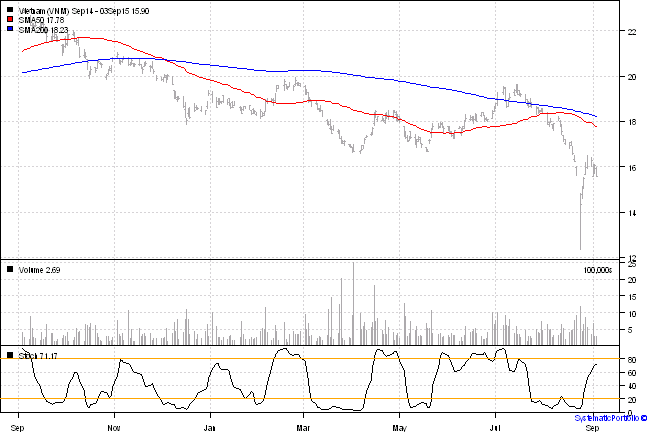 Vietnam (VNM) Sep14 - 03Sep15 15.90
SMA50 17.78
SMA200 18.23
22
20
18
16
14
12
Volume 2.69
100,000s
25
20
15
10
5
Stoch 71.17
80
60
40
20
0
Sep
Nov
Jan
Mar
May
Jul
Sep
SystematicPortfolio ©